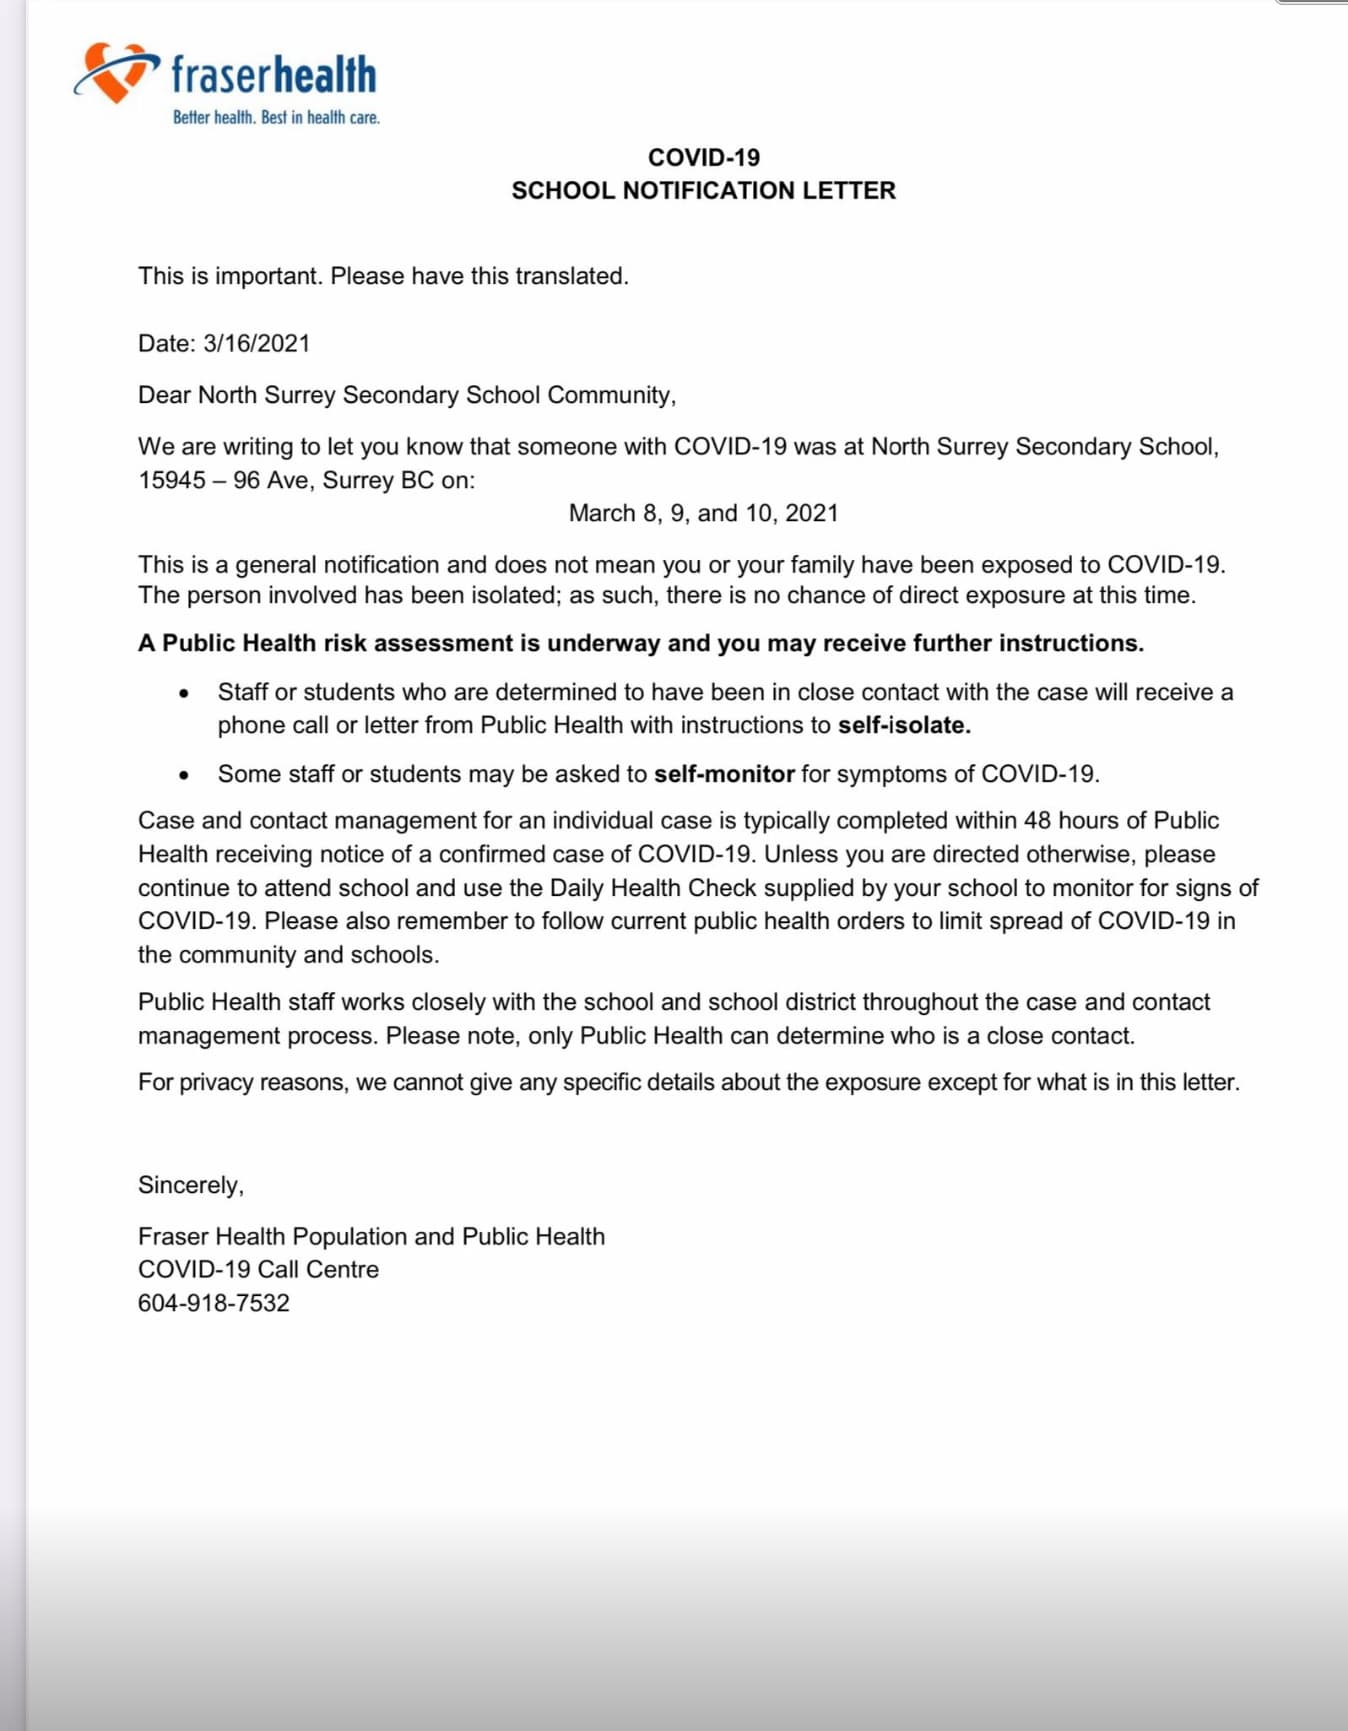 fraserhealth
Better health. Best in health care.
COVID-19
SCHOOL NOTIFICATION LETTER
This is important. Please have this translated.
Date: 3/16/2021
Dear North Surrey Secondary School Community,
We are writing to let you know that someone with COVID-19 was at North Surrey Secondary School,
15945 – 96 Ave, Surrey BC on:
March 8, 9, and 10, 2021
This is a general notification and does not mean you or your family have been exposed to COVID-19.
The person involved has been isolated; as such, there is no chance of direct exposure at this time.
A Public Health risk assessment is underway and you may receive further instructions.
• Staff or students who are determined to have been in close contact with the case will receive a
phone call or letter from Public Health with instructions to self-isolate.
• Some staff or students may be asked to self-monitor for symptoms of COVID-19.
Case and contact management for an individual case is typically completed within 48 hours of Public
Health receiving notice of a confirmed case of COVID-19. Unless you are directed otherwise, please
continue to attend school and use the Daily Health Check supplied by your school to monitor for signs of
COVID-19. Please also remember to follow current public health orders to limit spread of COVID-19 in
the community and schools.
Public Health staff works closely with the school and school district throughout the case and contact
management process. Please note, only Public Health can determine who is a close contact.
For privacy reasons, we cannot give any specific details about the exposure except for what is in this letter.
Sincerely,
Fraser Health Population and Public Health
COVID-19 Call Centre
604-918-7532